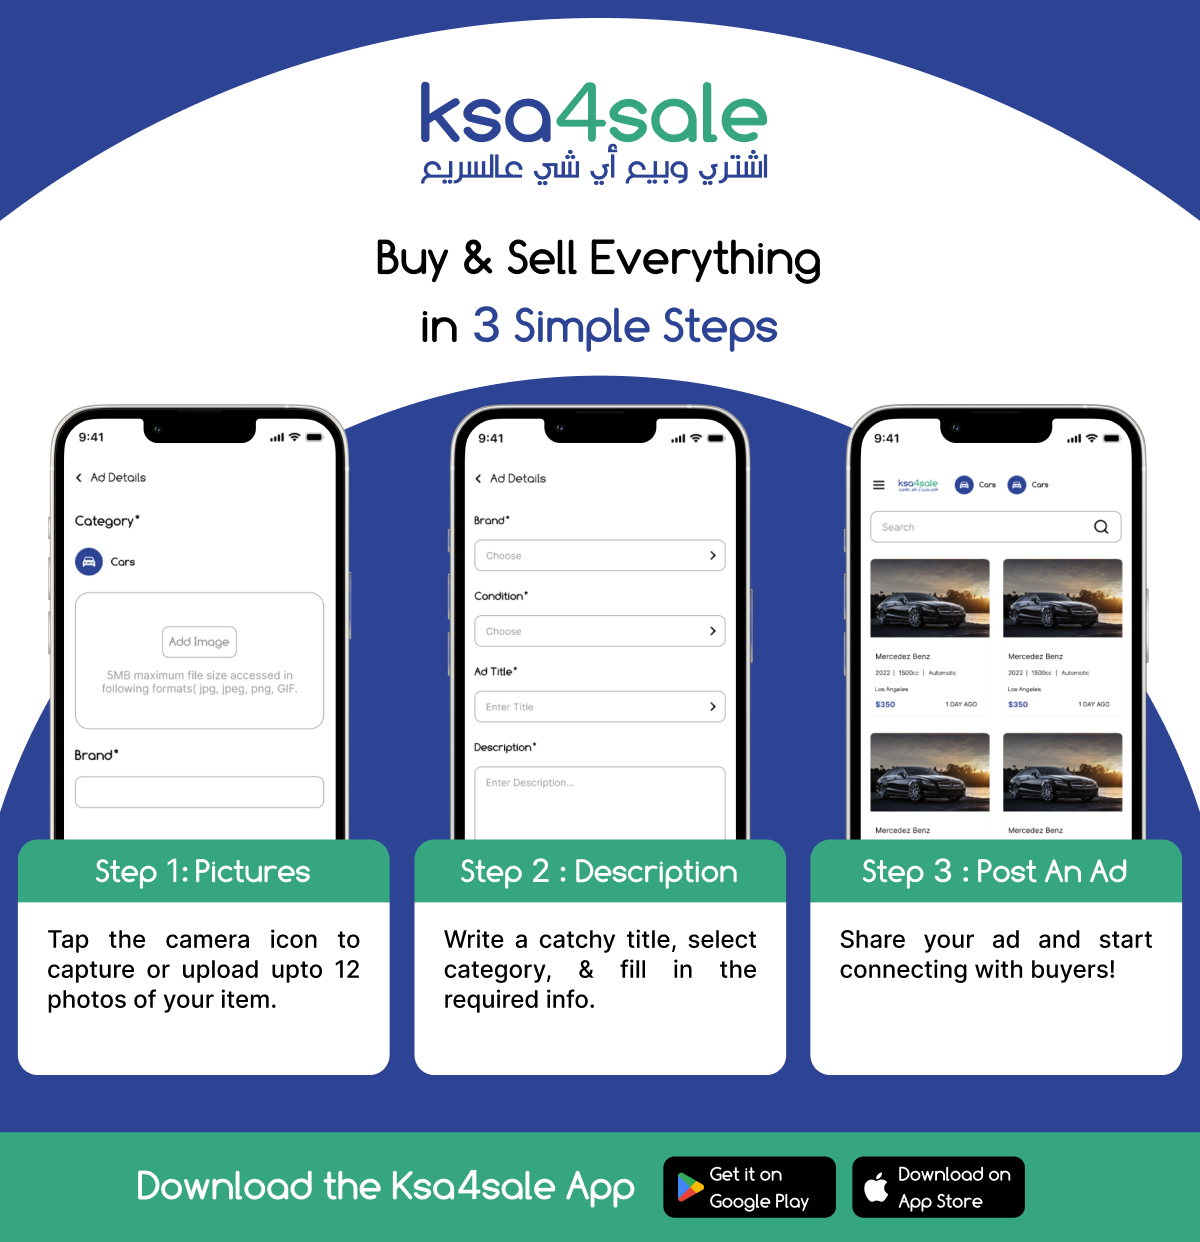 ksa4sale
اشتري وبيع أي شي عالسريع
Buy & Sell Everything
in 3 Simple Steps
9:41
Ad Details
Category*
Cars
Add Image
5MB maximum file size accessed in
following formats( jpg, jpeg, png, GIF.
Brand*
9:41
Ad Details
Brand*
Choose
Condition*
Choose
Ad Title*
Enter Title
Description*
Enter Description...
9:41
ksa4sale
اشتري وبيع أي شي عالسريع
Cars
Cars
Search
Mercedez Benz
2022 | 1500cc | Automatic
Los Angeles
$350 1 DAY AGO
Mercedez Benz
2022 | 1500cc | Automatic
Los Angeles
$350 1 DAY AGO
Mercedez Benz
Mercedez Benz
Step 1: Pictures
Tap the camera icon to
capture or upload upto 12
photos of your item.
Step 2 : Description
Write a catchy title, select
category, & fill in the
required info.
Step 3 : Post An Ad
Share your ad and start
connecting with buyers!
Download the Ksa4sale App
Get it on
Google Play
Download on
App Store